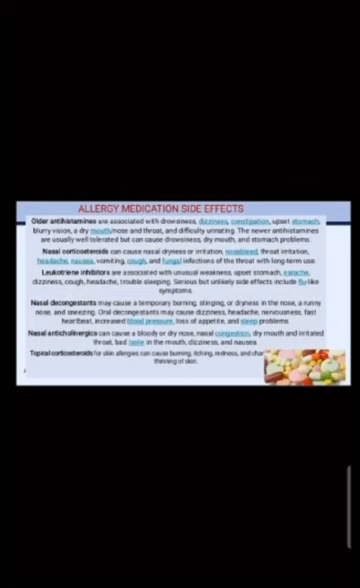 ALLERGY MEDICATION SIDE EFFECTS
Older antihistamines are associated with drowsiness, dizziness, constipation, upset stomach,
blurry vision, a dry mouth/nose and throat, and difficulty urinating. The newer antihistamines
are usually well tolerated but can cause drowsiness, dry mouth, and stomach problems.
Nasal corticosteroids can cause nasal dryness or irritation, nosebleed, throat irritation,
headache, nausea, vomiting, cough, and fungal infections of the throat with long-term use.
Leukotriene inhibitors are associated with unusual weakness, upset stomach, earache,
dizziness, cough, headache, trouble sleeping. Serious but unlikely side effects include flu-like
symptoms.
Nasal decongestants may cause a temporary burning, stinging, or dryness in the nose, a runny
nose, and sneezing. Oral decongestants may cause dizziness, headache, nervousness, fast
heartbeat, increased blood pressure, loss of appetite, and sleep problems.
Nasal anticholinergics can cause a bloody or dry nose, nasal congestion, dry mouth and irritated
throat, bad taste in the mouth, dizziness, and nausea.
Topical corticosteroids for skin allergies can cause burning, itching, redness, and
thinning of skin.